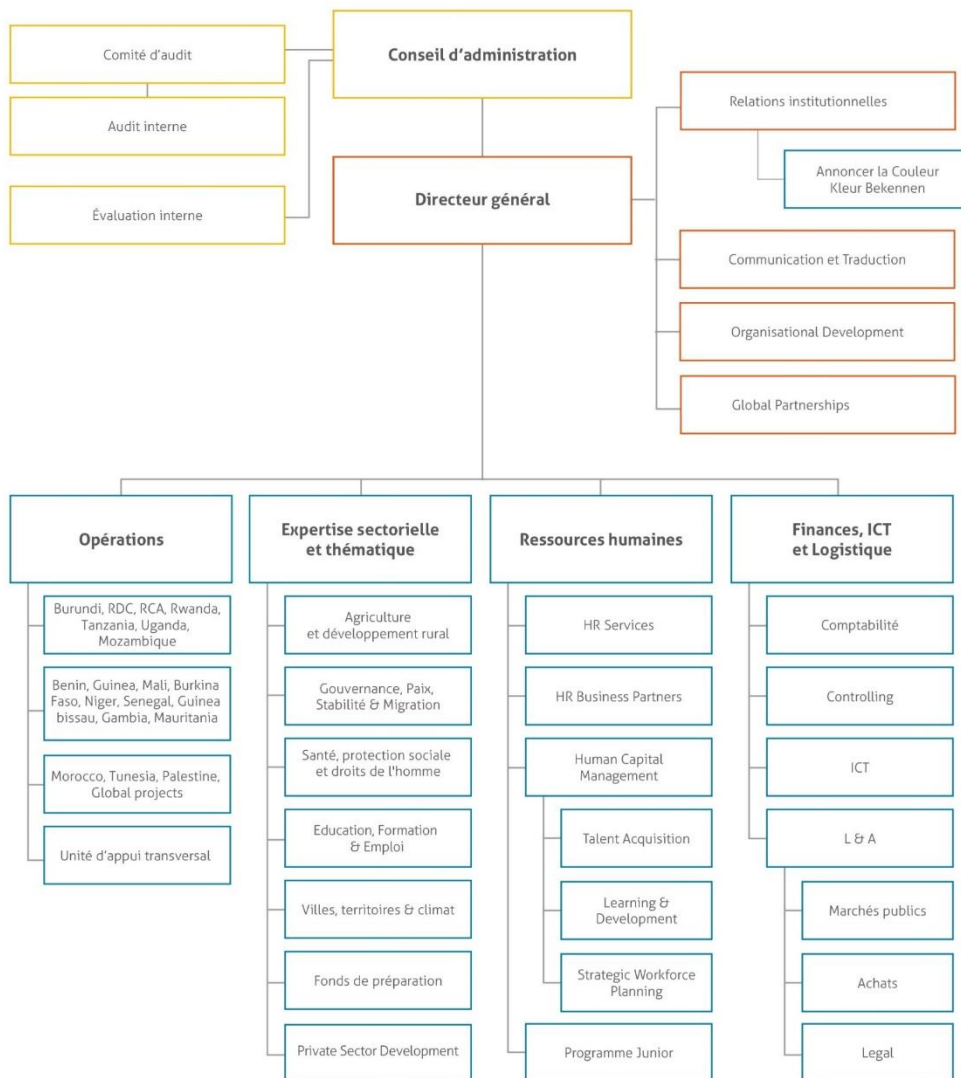 Comité d'audit
Conseil d'administration
Audit interne
Évaluation interne
Directeur général
Relations institutionnelles
Annoncer la Couleur
Kleur Bekennen
Communication et Traduction
Organisational Development
Global Partnerships
Opérations
Burundi, RDC, RCA, Rwanda,
Tanzania, Uganda,
Mozambique
Benin, Guinea, Mali, Burkina
Faso, Niger, Senegal, Guinea
bissau, Gambia, Mauritania
Morocco, Tunesia, Palestine,
Global projects
Unité d'appui transversal
Expertise sectorielle
et thématique
Agriculture
et développement rural
Gouvernance, Paix,
Stabilité & Migration
Santé, protection sociale
et droits de l'homme
Education, Formation
& Emploi
Villes, territoires & climat
Fonds de préparation
Private Sector Development
Ressources humaines
HR Services
HR Business Partners
Human Capital
Management
Talent Acquisition
Learning &
Development
Strategic Workforce
Planning
Programme Junior
Finances, ICT
et Logistique
Comptabilité
Controlling
ICT
L & A
Marchés publics
Achats
Legal